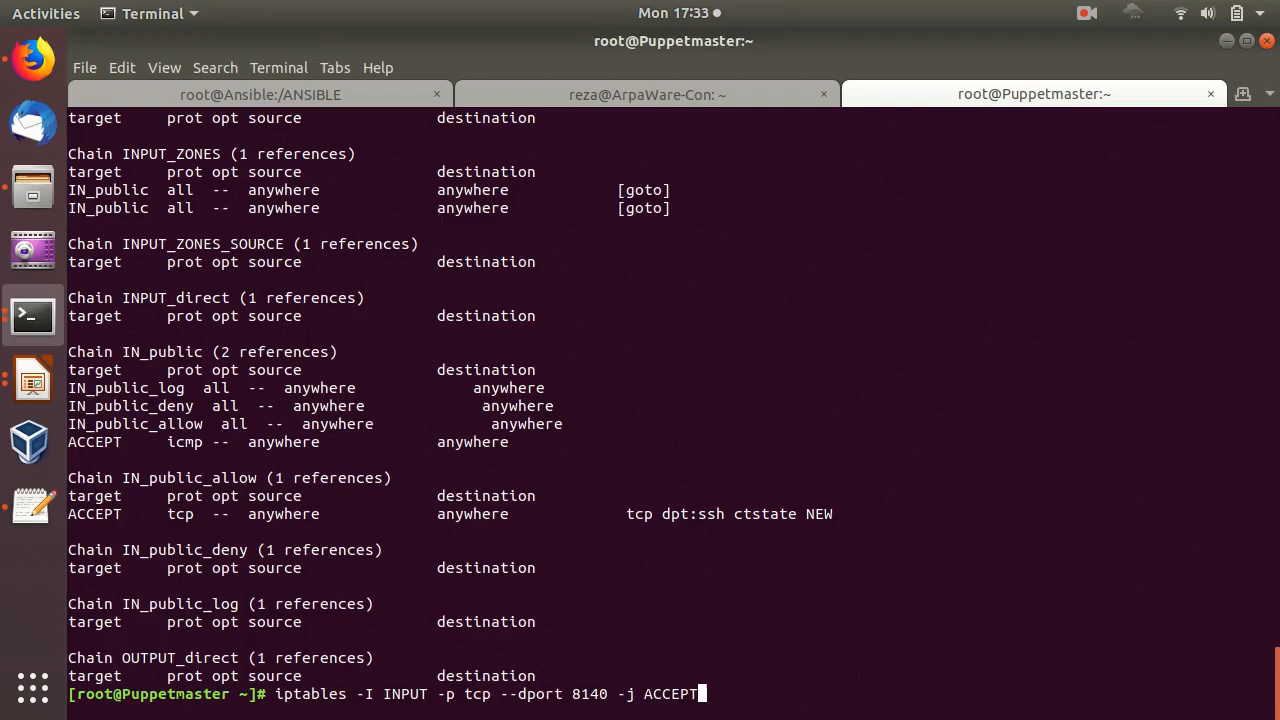 Activities Terminal Mon 17:33
root@Puppetmaster:~
File Edit View Search Terminal Tabs Help
root@Ansible:/ANSIBLE × reza@ArpaWare-Con: ~ × root@Puppetmaster:~ ×
target prot opt source destination
Chain INPUT_ZONES (1 references)
target prot opt source destination
IN_public all -- anywhere anywhere [goto]
IN_public all -- anywhere anywhere [goto]
Chain INPUT_ZONES_SOURCE (1 references)
target prot opt source destination
Chain INPUT_direct (1 references)
target prot opt source destination
Chain IN_public (2 references)
target prot opt source destination
IN_public_log all -- anywhere anywhere
IN_public_deny all -- anywhere anywhere
IN_public_allow all -- anywhere anywhere
ACCEPT icmp -- anywhere anywhere
Chain IN_public_allow (1 references)
target prot opt source destination
ACCEPT tcp -- anywhere anywhere tcp dpt:ssh ctstate NEW
Chain IN_public_deny (1 references)
target prot opt source destination
Chain IN_public_log (1 references)
target prot opt source destination
Chain OUTPUT_direct (1 references)
target prot opt source destination
[root@Puppetmaster ~]# iptables -I INPUT -p tcp --dport 8140 -j ACCEPT